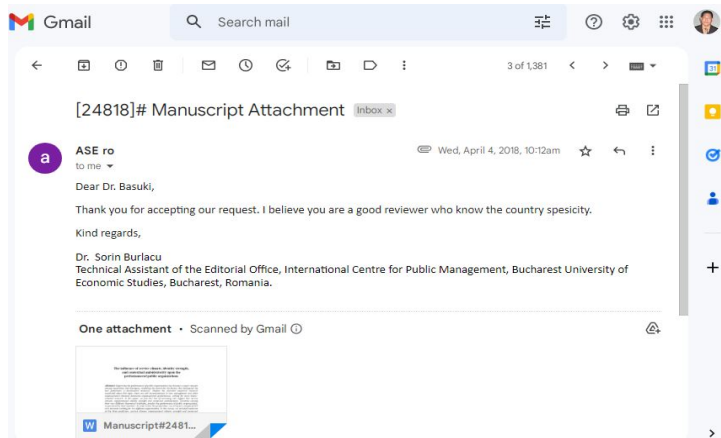 Gmail
Search mail
3 of 1,381
[24818]# Manuscript Attachment Inbox ×
ASE ro
Wed, April 4, 2018, 10:12am
a
to me
Dear Dr. Basuki,
Thank you for accepting our request. I believe you are a good reviewer who know the country spesicity.
Kind regards,
Dr. Sorin Burlacu
Technical Assistant of the Editorial Office, International Centre for Public Management, Bucharest University of
Economic Studies, Bucharest, Romania.
One attachment • Scanned by Gmail
W Manuscript#2481...
31